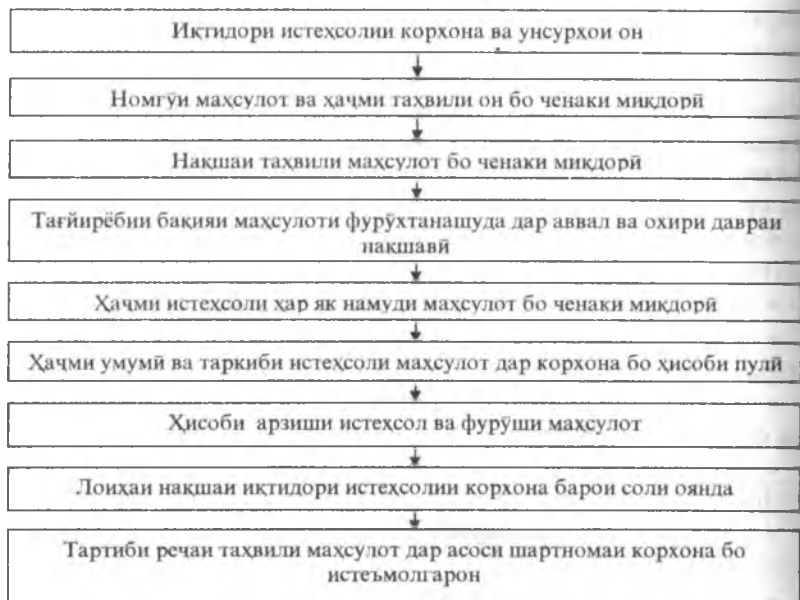 Иқтидори истеҳсолии корхона ва унсурҳои он
Номгӯи маҳсулот ва ҳаҷми таҳвили он бо ченаки миқдорӣ
Нақшаи таҳвили маҳсулот бо ченаки миқдорӣ
Тағйирёбии бақияи маҳсулоти фурӯхтанашуда дар аввал ва охири давраи
нақшавӣ
Ҳаҷми истеҳсоли ҳар як намуди маҳсулот бо ченаки миқдорӣ
Ҳаҷми умумӣ ва таркиби истеҳсоли маҳсулот дар корхона бо ҳисоби пулӣ
Ҳисоби арзиши истеҳсол ва фурӯши маҳсулот
Лоиҳаи нақшаи иқтидори истеҳсолии корхона барои соли оянда
Тартиби речаи таҳвили маҳсулот дар асоси шартномаи корхона бо
истеъмолгарон